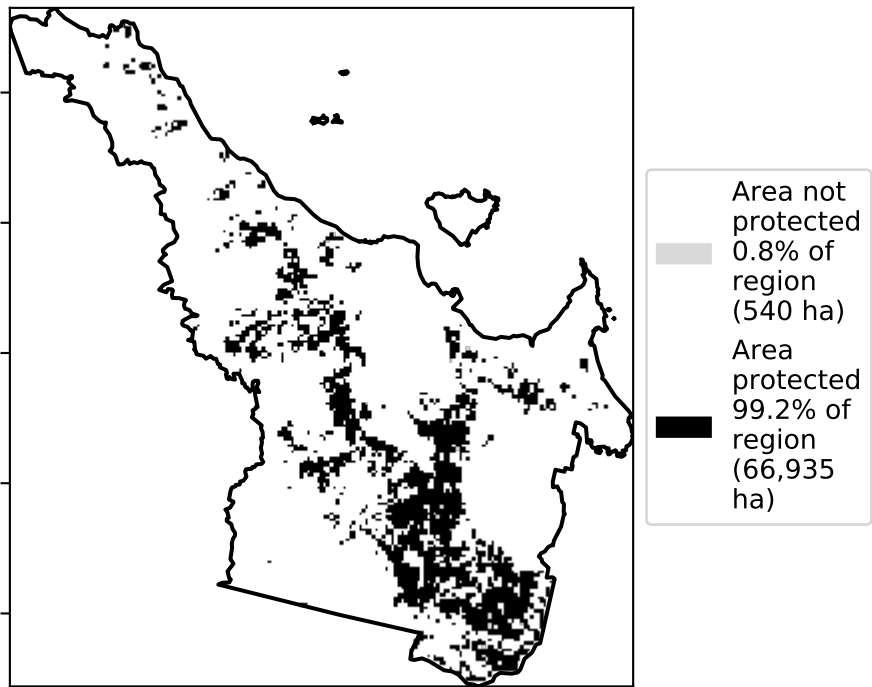 Area not
protected
0.8% of
region
(540 ha)
Area
protected
99.2% of
region
(66,935
ha)